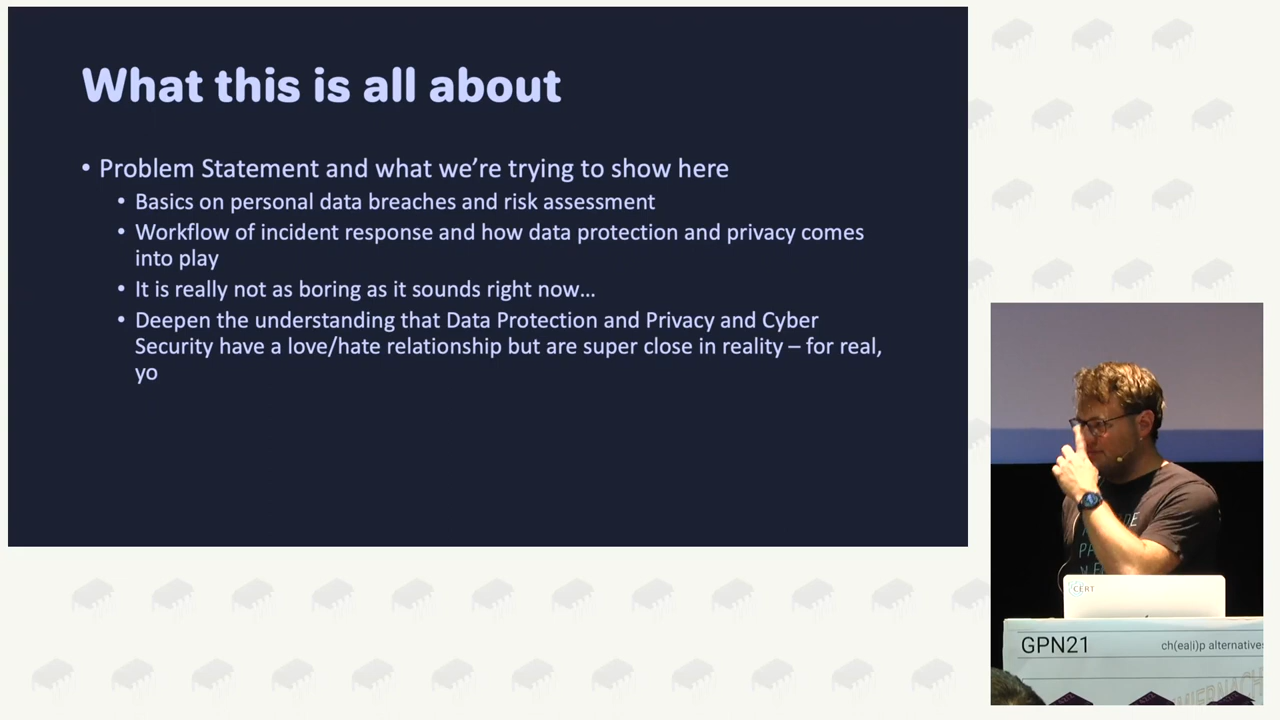 What this is all about
• Problem Statement and what we're trying to show here
• Basics on personal data breaches and risk assessment
• Workflow of incident response and how data protection and privacy comes
into play
• It is really not as boring as it sounds right now...
• Deepen the understanding that Data Protection and Privacy and Cyber
Security have a love/hate relationship but are super close in reality – for real,
yo
CERT
GPN21
ch(ea|i)p alternative